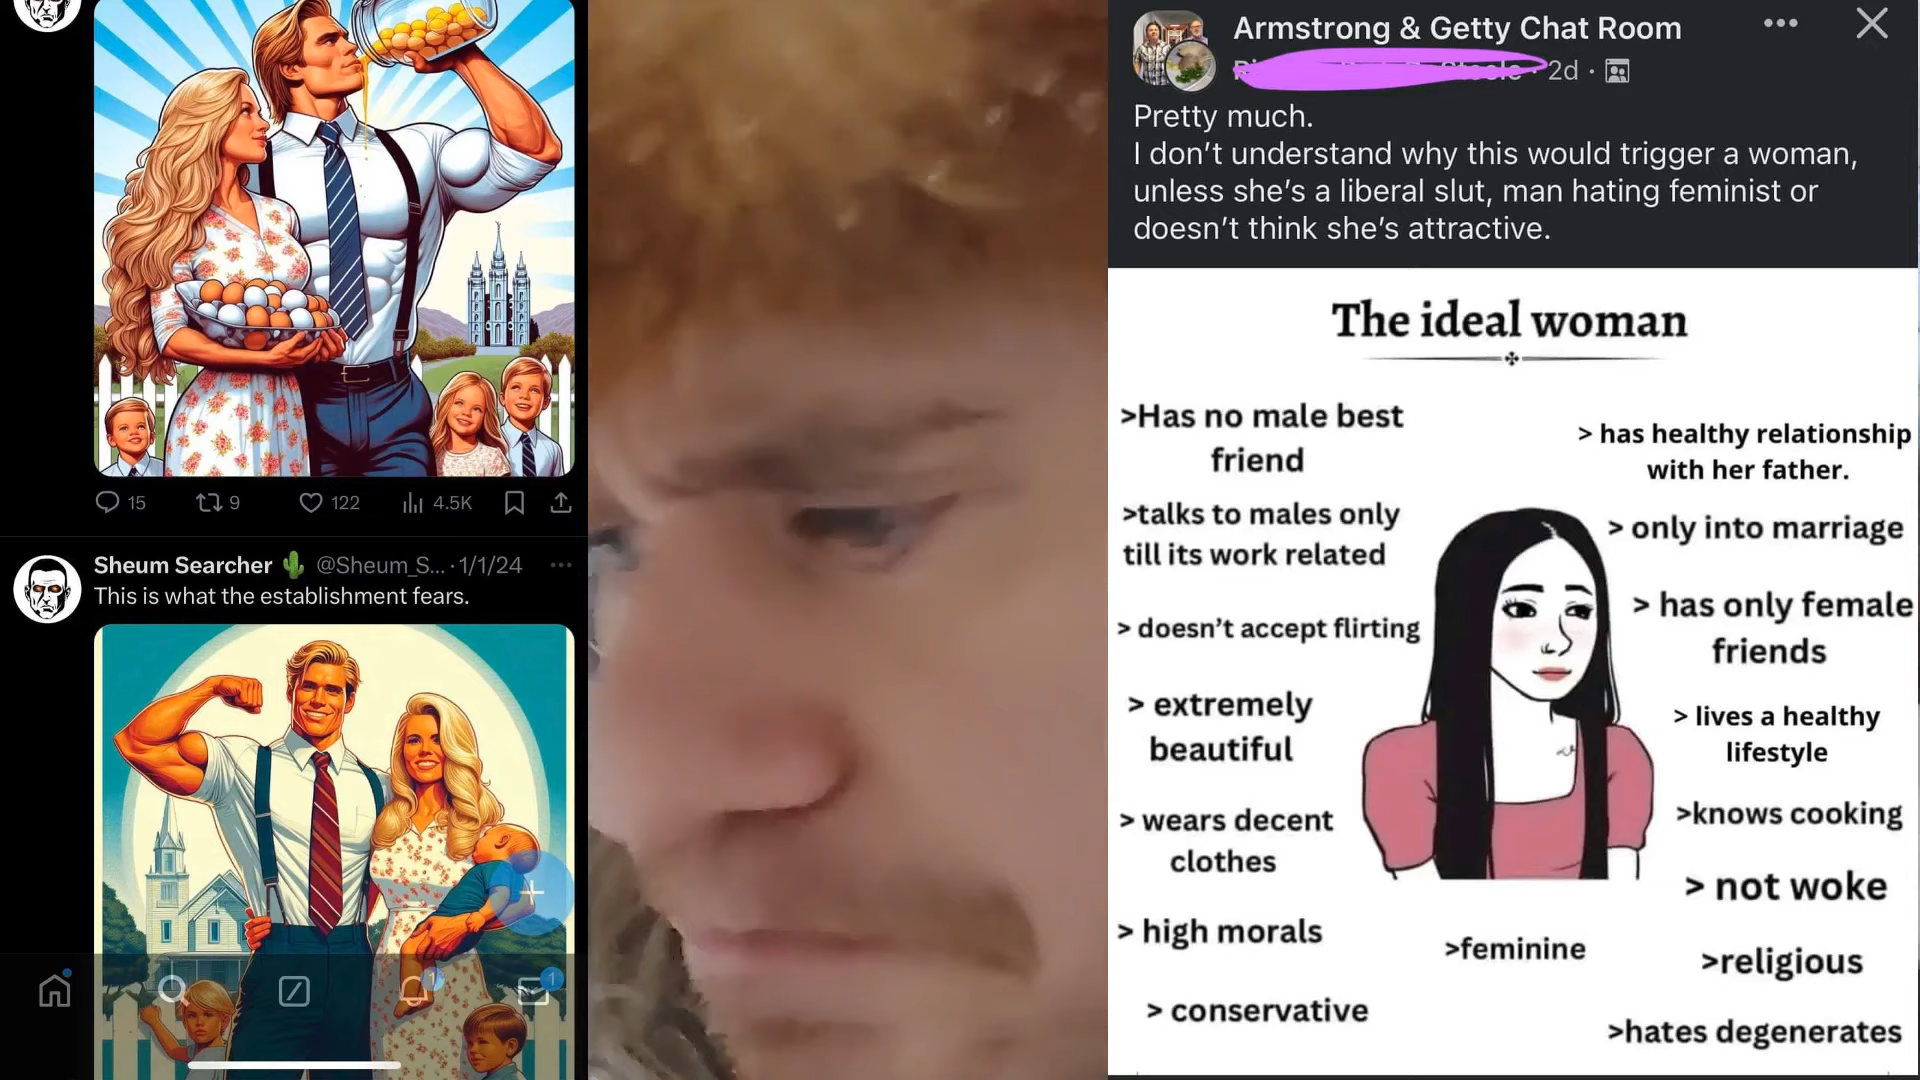 15
9
122
4.5K
Sheum Searcher 🌵 @Sheum_S... · 1/1/24
This is what the establishment fears.
1
1
Armstrong & Getty Chat Room
2d
Pretty much.
I don't understand why this would trigger a woman,
unless she's a liberal slut, man hating feminist or
doesn't think she's attractive.
The ideal woman
>Has no male best
friend
>talks to males only
till its work related
> doesn't accept flirting
> extremely
beautiful
> wears decent
clothes
> high morals
> conservative
>feminine
> has healthy relationship
with her father.
> only into marriage
> has only female
friends
> lives a healthy
lifestyle
>knows cooking
> not woke
>religious
>hates degenerates